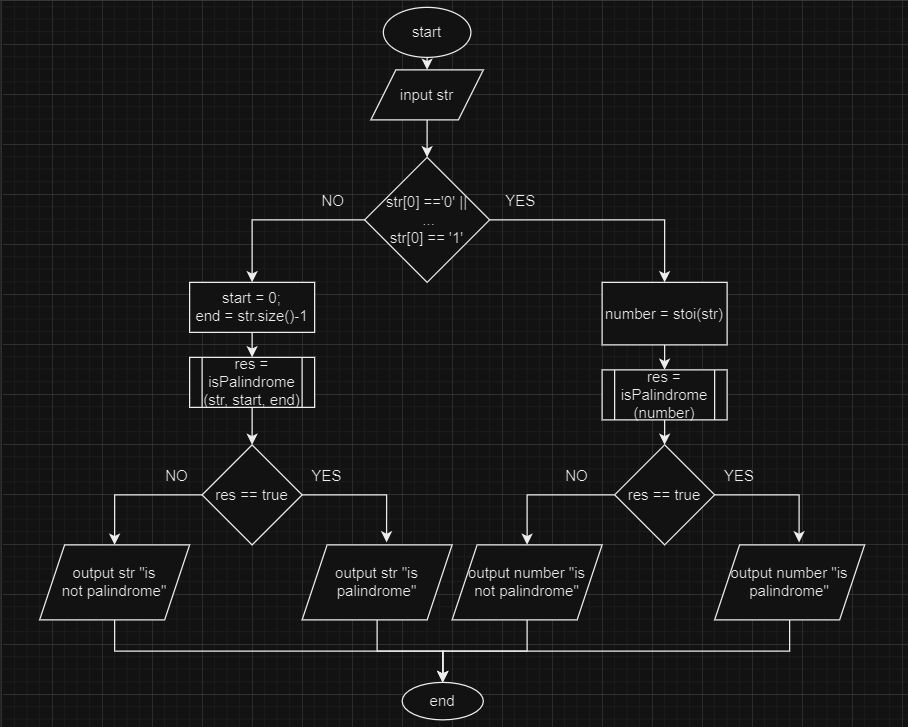 start
input str
NO
YES
str[0] =='0' ||
...
str[0] == '1'
start = 0;
end = str.size()-1
number = stoi(str)
res =
isPalindrome
(str, start, end)
res =
isPalindrome
(number)
NO
YES
res == true
NO
YES
res == true
output str "is
not palindrome"
output str "is
palindrome"
output number "is
not palindrome"
output number "is
palindrome"
end